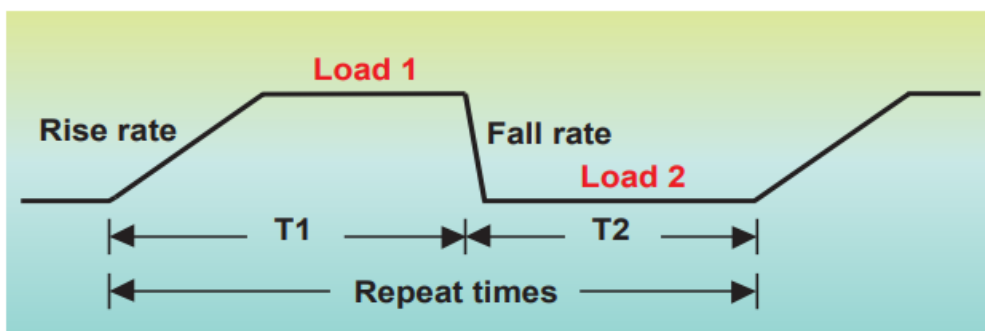 Load 1
Rise rate
Fall rate
Load 2
T1
T2
Repeat times